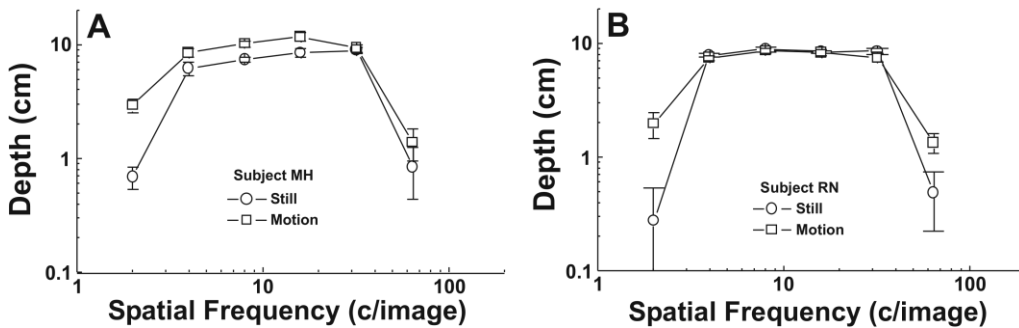 A
Depth (cm)
10
1
0.1
Subject MH
Still
Motion
1
10
100
Spatial Frequency (c/image)
B
Depth (cm)
10
1
0.1
Subject RN
Still
Motion
1
10
100
Spatial Frequency (c/image)